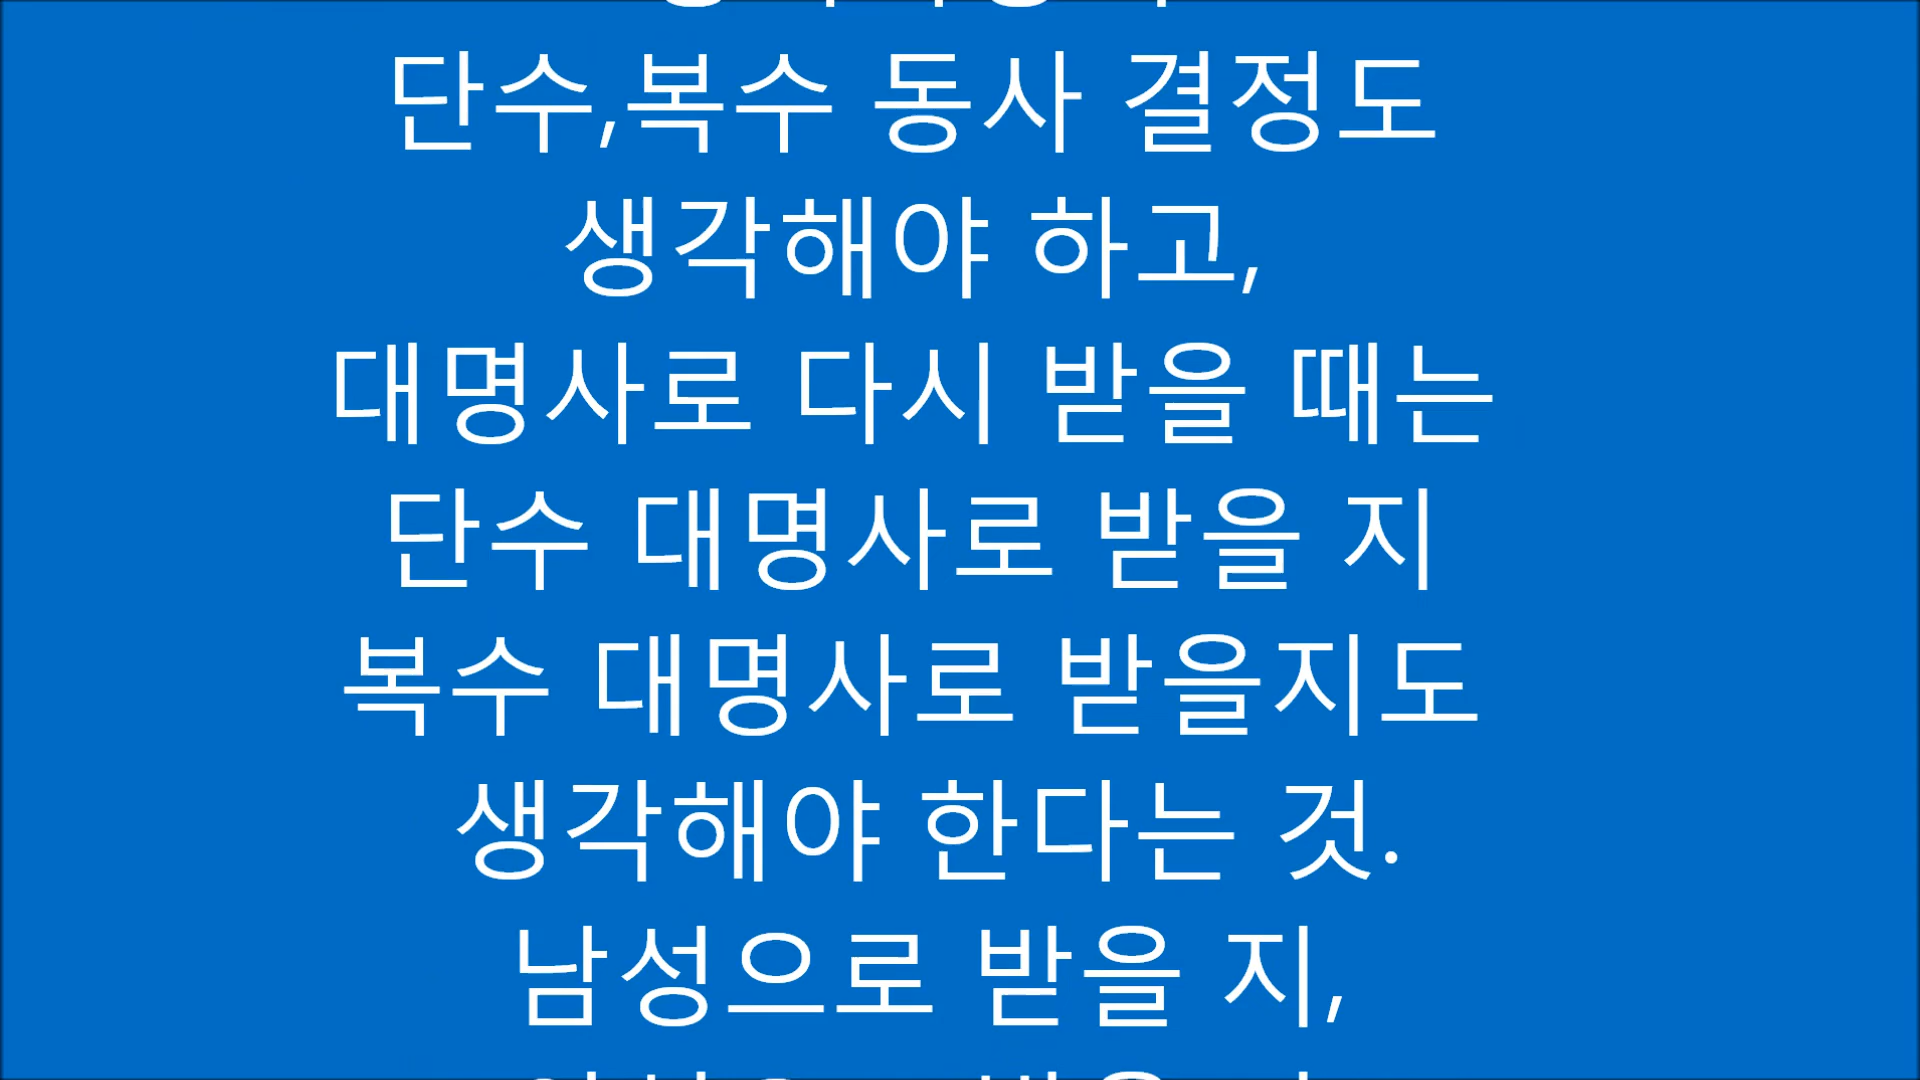 단수,복수 동사 결정도
생각해야 하고,
대명사로 다시 받을 때는
단수 대명사로 받을 지
복수 대명사로 받을지도
생각해야 한다는 것.
남성으로 받을 지,